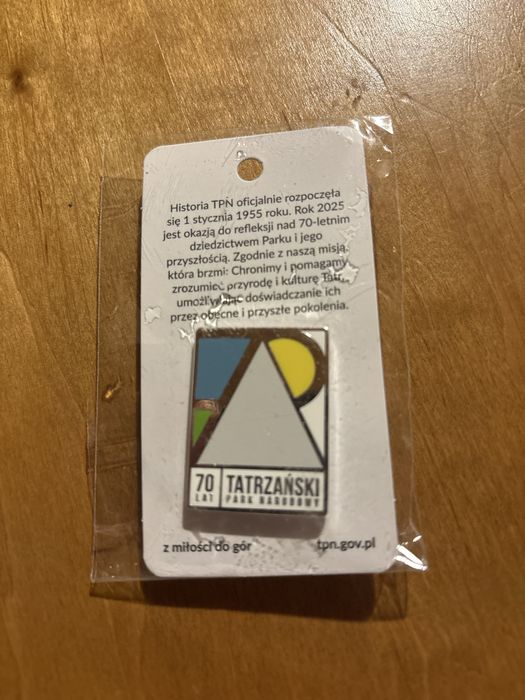 Historia TPN oficjalnie rozpoczęła
się 1 stycznia 1955 roku. Rok 2025
jest okazją do refleksji nad 70-letnim
dziedzictwem Parku i jego
przyszłością. Zgodnie z naszą misją,
która brzmi: Chronimy i pomagamy
zrozumieć przyrodę i kulturę Tatr,
umożliwiając doświadczanie ich
przez obecne i przyszłe pokolenia.
70 LAT
TATRZAŃSKI
PARK NARODOWY
z miłości do gór
tpn.gov.pl